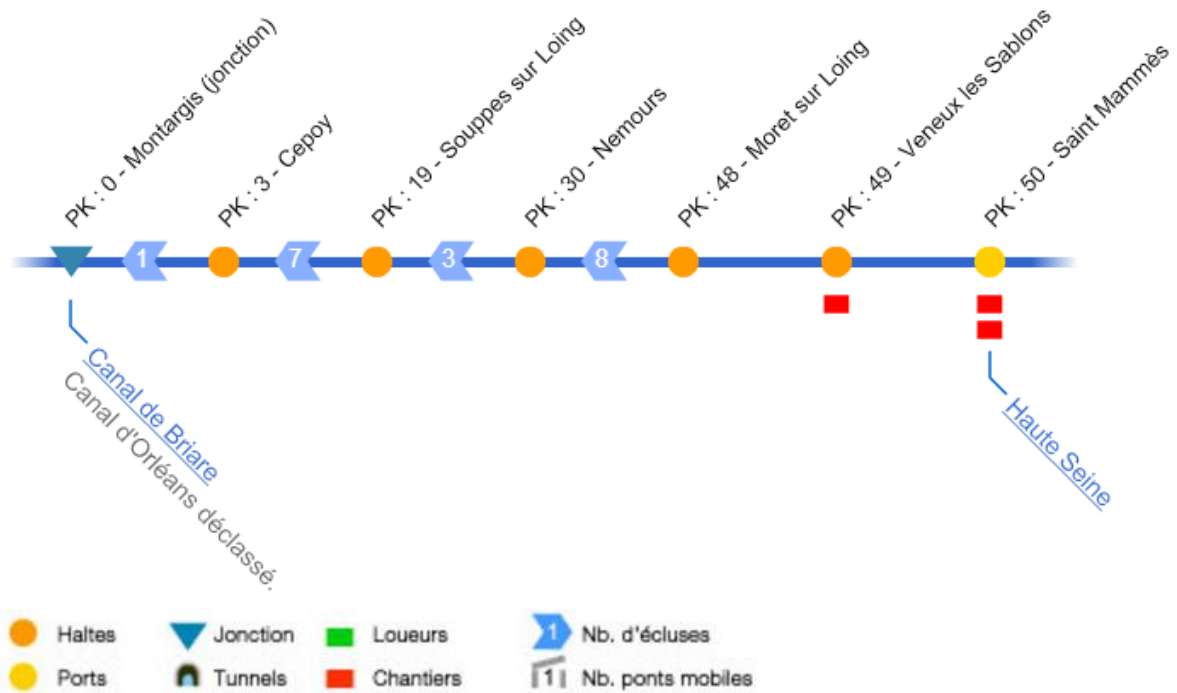 PK : 0 - Montargis (jonction)
PK : 3 - Cepoy
PK : 19 - Souppes sur Loing
PK : 30 - Nemours
PK : 48 - Moret sur Loing
PK : 49 - Veneux les Sablons
PK : 50 - Saint Mammès
1
7
3
8
Canal de Briare
Canal d'Orléans déclassé.
Haute Seine
Haltes
Jonction
Loueurs
1 Nb. d'écluses
Ports
Tunnels
Chantiers
1 Nb. ponts mobiles